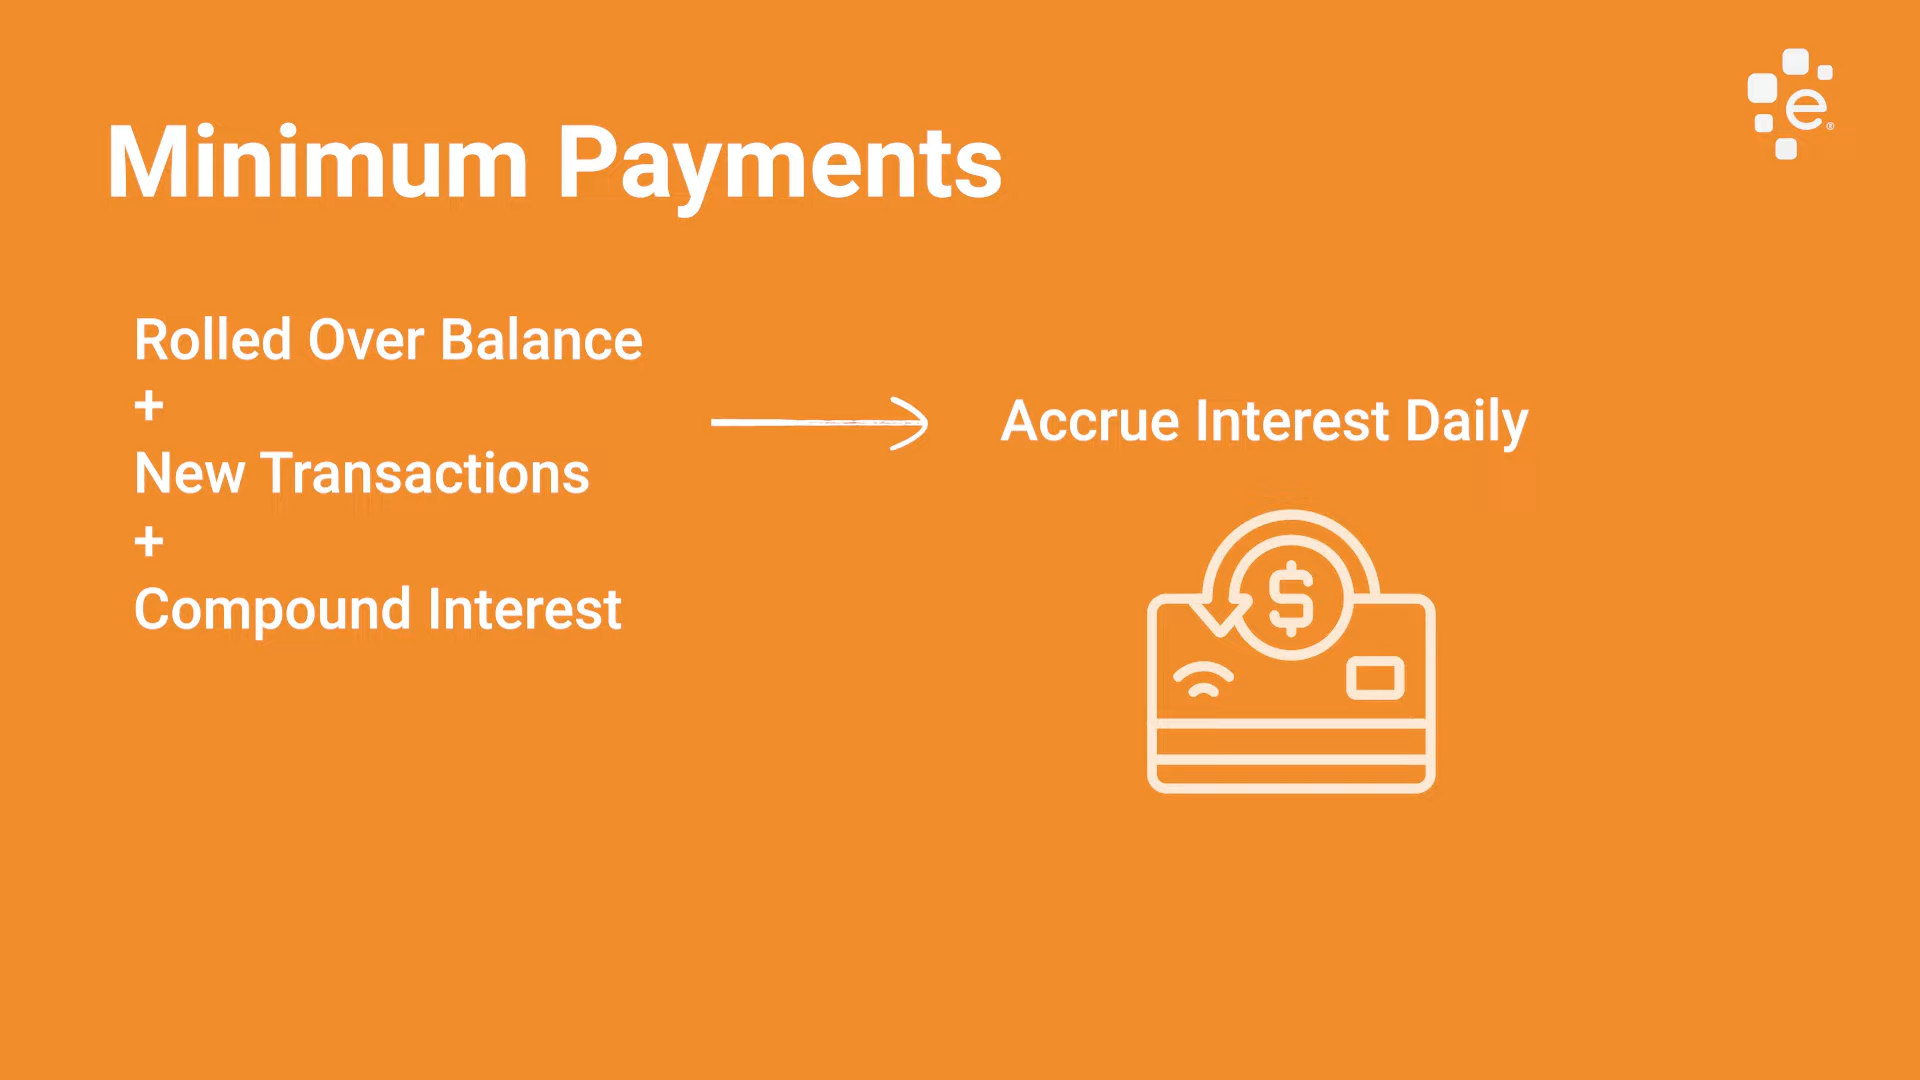 Minimum Payments
Rolled Over Balance
+
New Transactions
+
Compound Interest
Accrue Interest Daily
$
e®